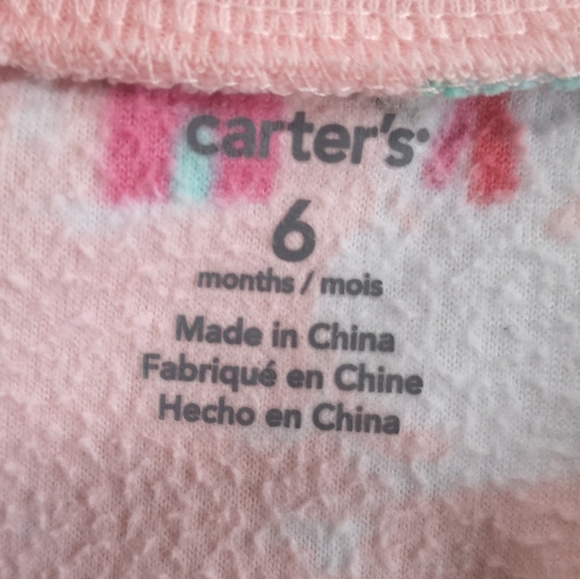 carter's®
6
months / mois
Made in China
Fabriqué en Chine
Hecho en China